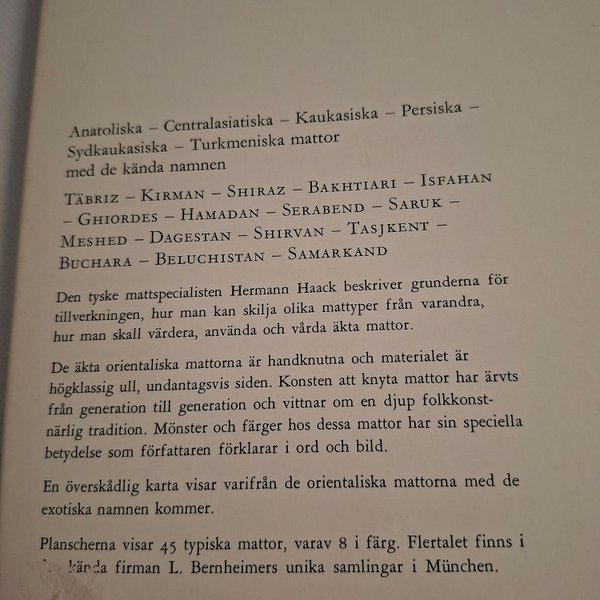 Anatoliska – Centralasiatiska – Kaukasiska – Persiska –
Sydkaukasiska – Turkmeniska mattor
med de kända namnen
TÄBRIZ – KIRMAN – SHIRAZ – BAKHTIARI – ISFAHAN
– GHIORDES – HAMADAN – SERABEND – SARUK –
MESHED – DAGESTAN – SHIRVAN – TASJKENT –
BUCHARA – BELUCHISTAN – SAMARKAND
Den tyske mattspecialisten Hermann Haack beskriver grunderna för
tillverkningen, hur man kan skilja olika mattyper från varandra,
hur man skall värdera, använda och vårda äkta mattor.
De äkta orientaliska mattorna är handknutna och materialet är
högklassig ull, undantagsvis siden. Konsten att knyta mattor har ärvts
från generation till generation och vittnar om en djup folkkonst-
närlig tradition. Mönster och färger hos dessa mattor har sin speciella
betydelse som författaren förklarar i ord och bild.
En överskådlig karta visar varifrån de orientaliska mattorna med de
exotiska namnen kommer.
Planscherna visar 45 typiska mattor, varav 8 i färg. Flertalet finns i
kända firman L. Bernheimers unika samlingar i München.